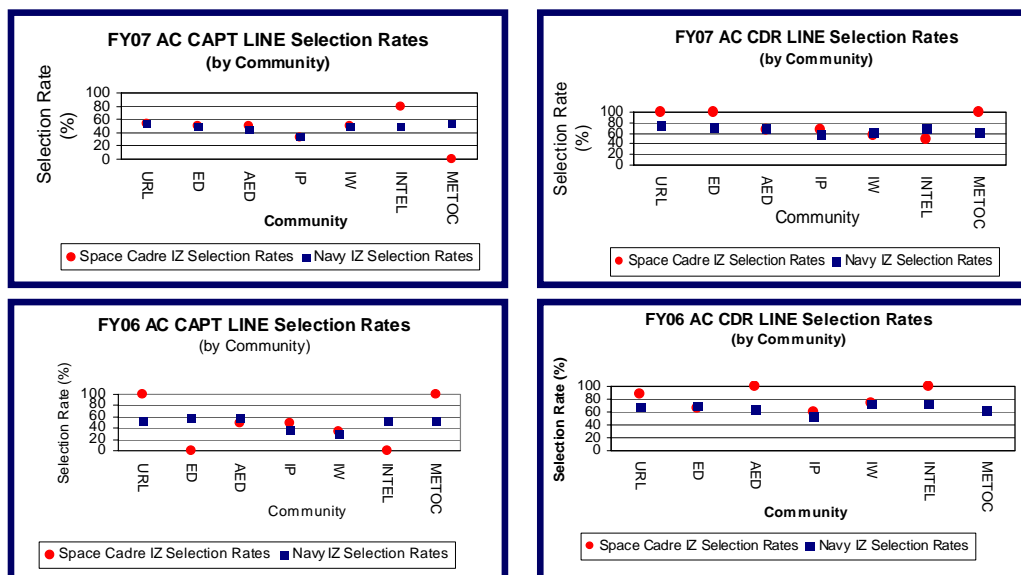 FY07 AC CAPT LINE Selection Rates
(by Community)
Selection Rate
(%)
100
80
60
40
20
0
URL
ED
AED
IP
IW
INTEL
METOC
Community
Space Cadre IZ Selection Rates
Navy IZ Selection Rates
FY07 AC CDR LINE Selection Rates
(by Community)
Selection Rate
(%)
100
80
60
40
20
0
URL
ED
AED
IP
IW
INTEL
METOC
Community
Space Cadre IZ Selection Rates
Navy IZ Selection Rates
FY06 AC CAPT LINE Selection Rates
(by Community)
Selection Rate (%)
100
80
60
40
20
0
URL
ED
AED
IP
IW
INTEL
METOC
Community
Space Cadre IZ Selection Rates
Navy IZ Selection Rates
FY06 AC CDR LINE Selection Rates
(by Community)
Selection Rate (%)
100
80
60
40
20
0
URL
ED
AED
IP
IW
INTEL
METOC
Community
Space Cadre IZ Selection Rates
Navy IZ Selection Rates